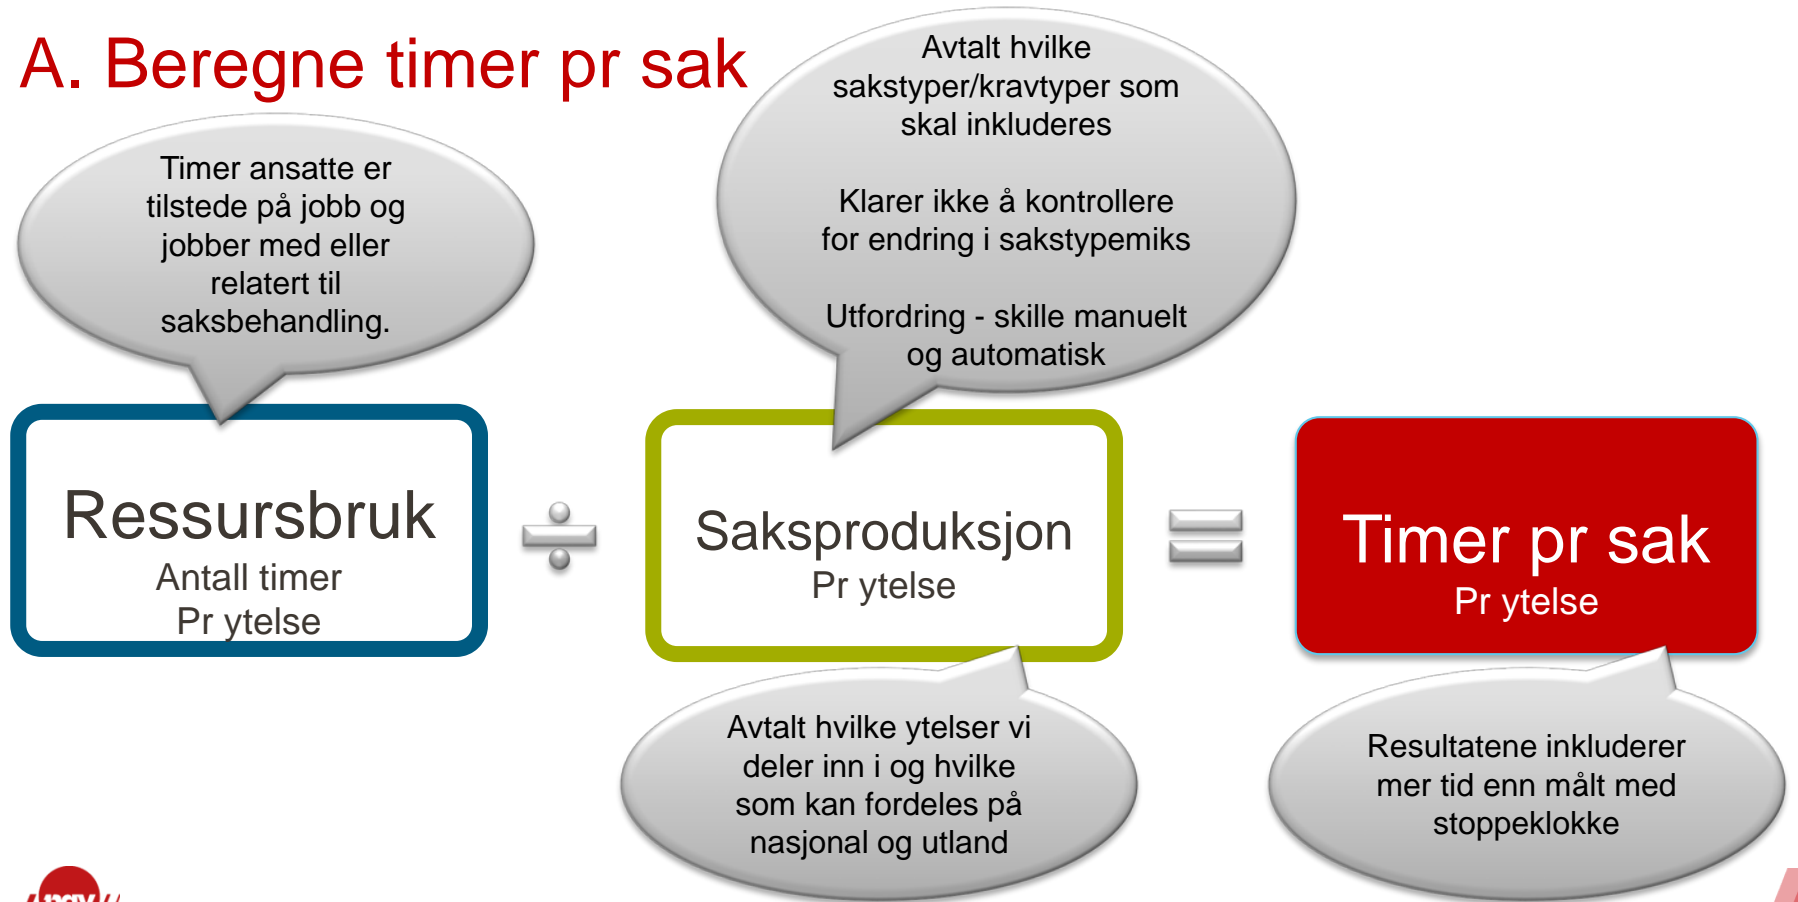 A. Beregne timer pr sak
Timer ansatte er
tilstede på jobb og
jobber med eller
relatert til
saksbehandling.
Avtalt hvilke
sakstyper/kravtyper som
skal inkluderes
Klarer ikke å kontrollere
for endring i sakstypemiks
Utfordring - skille manuelt
og automatisk
Ressursbruk
Antall timer
Pr ytelse
Saksproduksjon
Pr ytelse
Timer pr sak
Pr ytelse
Avtalt hvilke ytelser vi
deler inn i og hvilke
som kan fordeles på
nasjonal og utland
Resultatene inkluderer
mer tid enn målt med
stoppeklokke